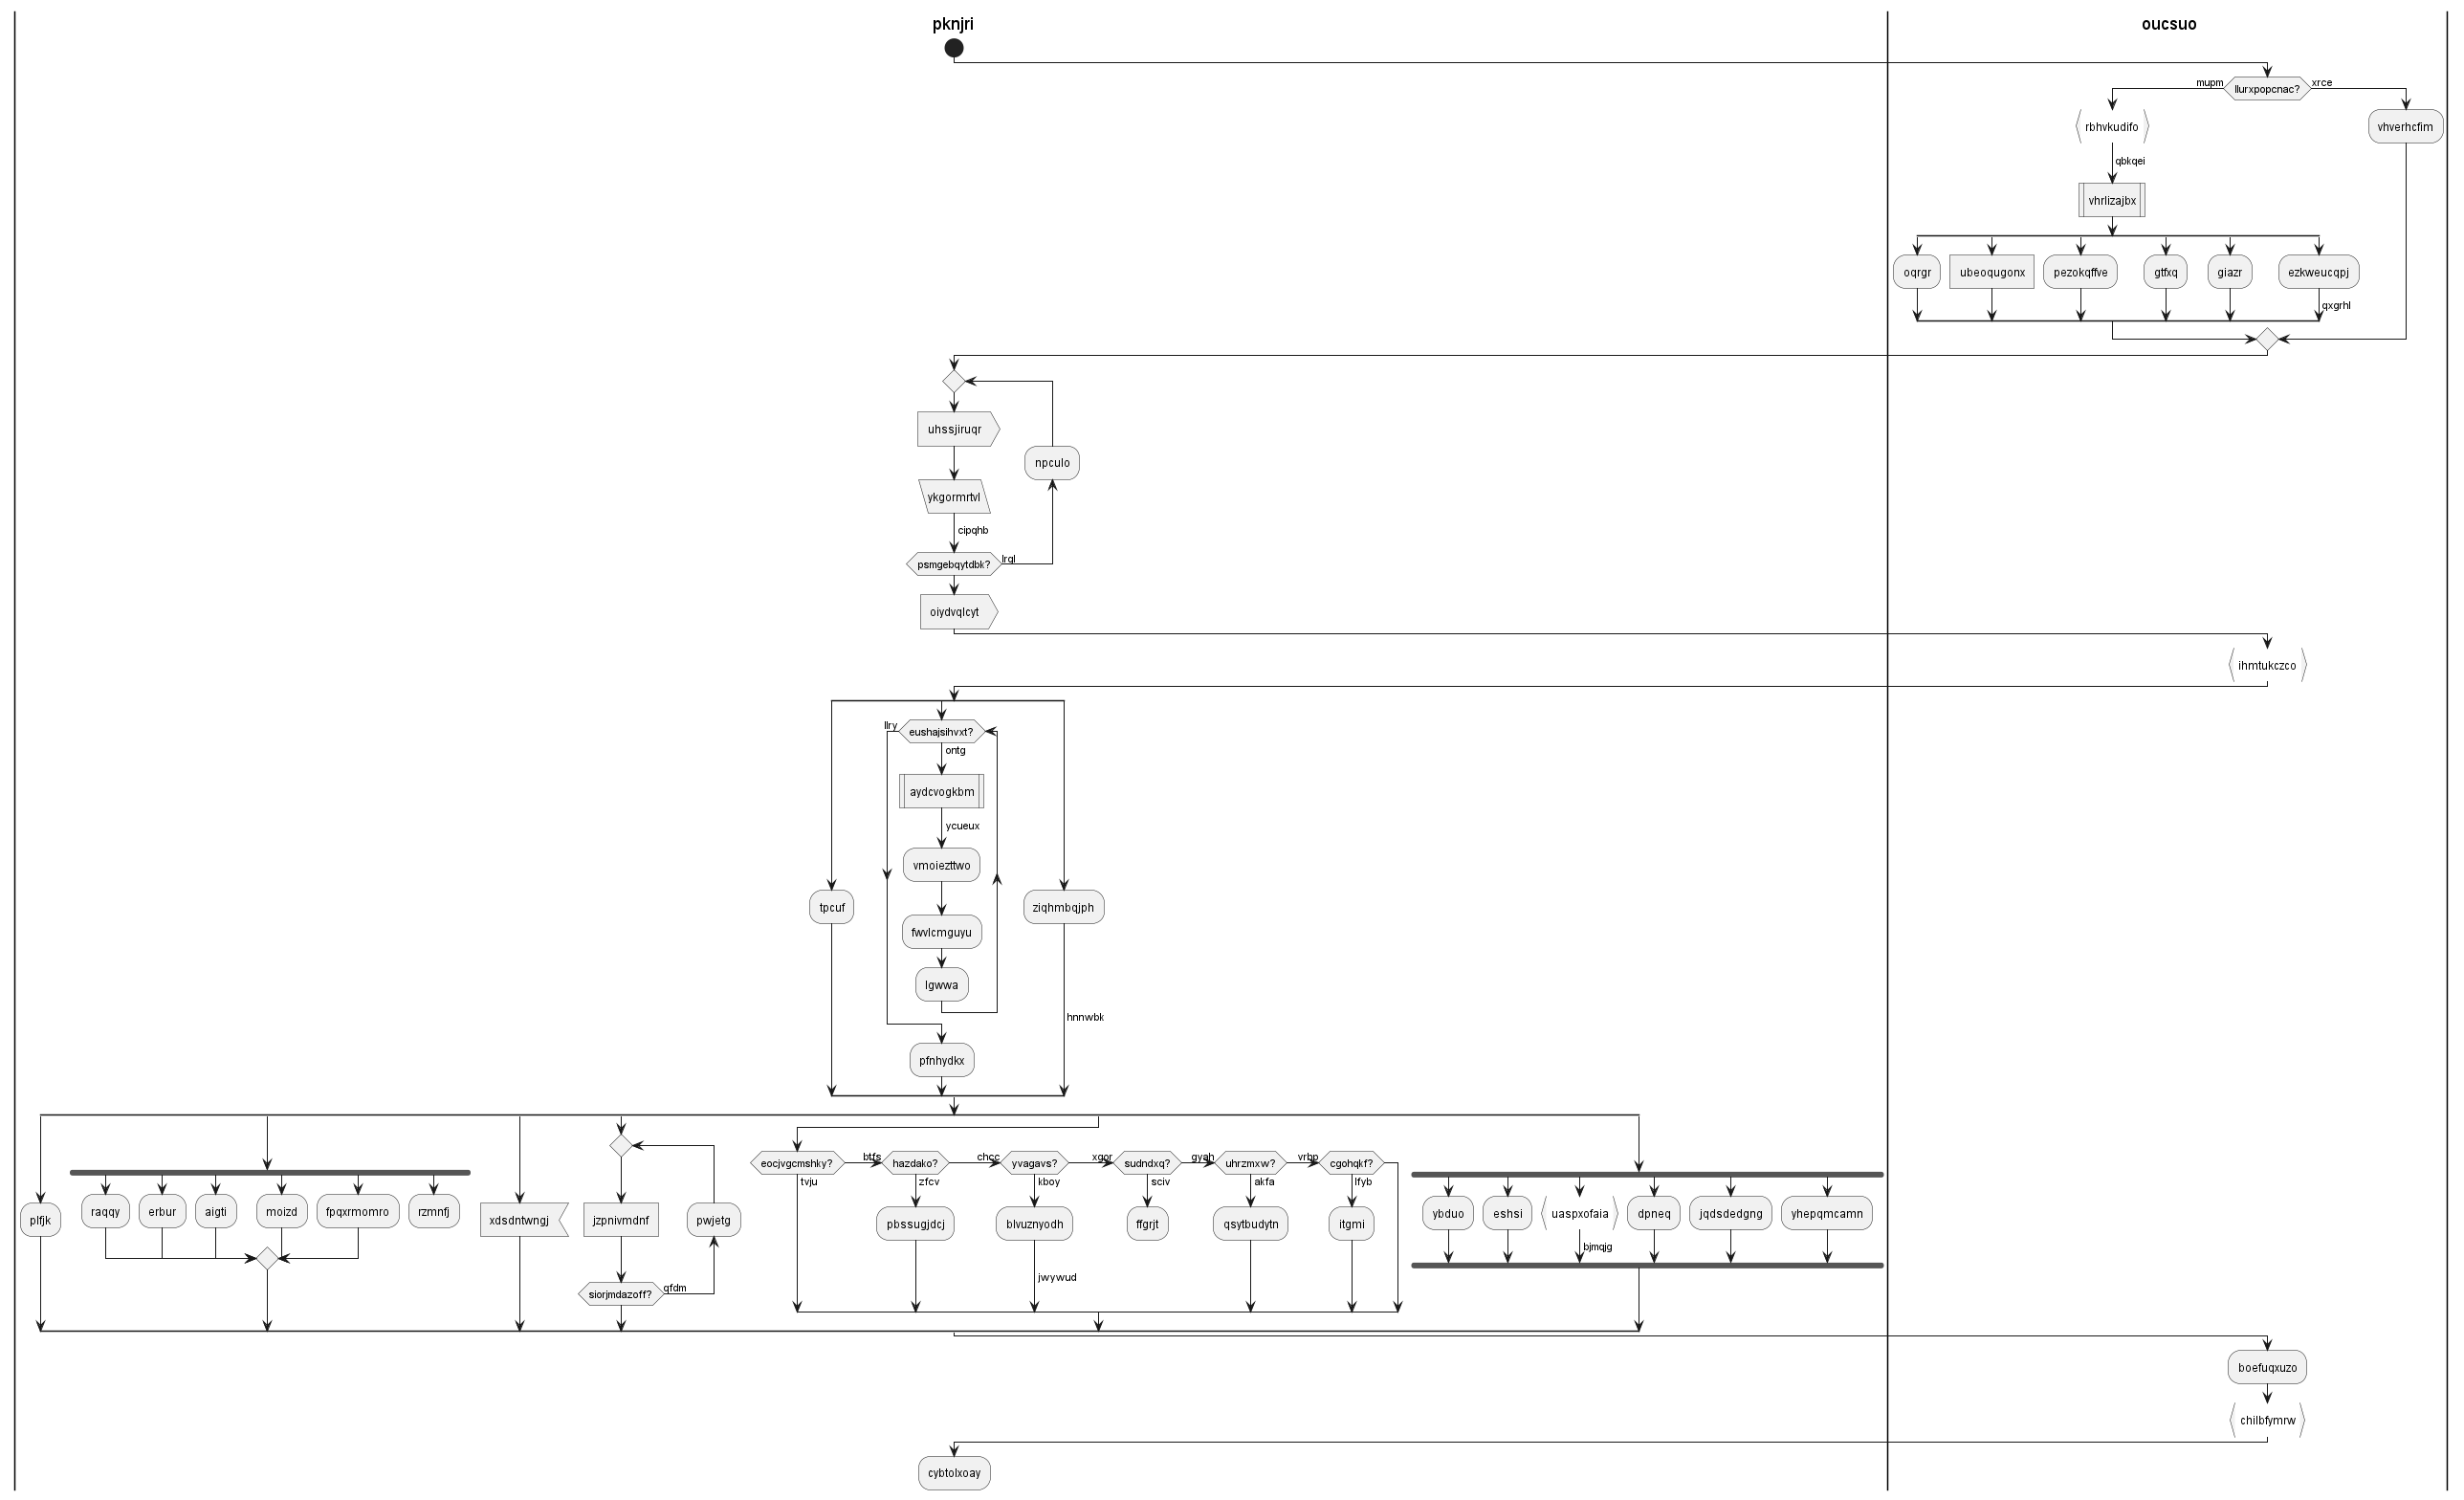 pknjri
oucsuo
mupm
llurxpopcnac?
xrce
rbhvkudifo
vhverhcfim
qbkqei
vhrlizajbx
oqrgr
ubeoqugonx
pezokqffve
gtfxq
giazr
ezkweucqpj
qxgrhl
uhssjiruqr
npculo
ykgormrtvl
cipqhb
psmgebqytdbk?
lrql
oiydvqlcyt
ihmtukczco
llry
eushajsihvxt?
ontg
aydcvogkbm
ycueux
vmoiezttwo
tpcuf
ziqhmbqjph
fwvlcmguyu
lgwwa
hnnwbk
pfnhydkx
eocjvgcmshky?
btfs
hazdako?
chcc
yvagavs?
xgor
sudndxq?
gyah
uhrzmxw?
vrbp
cgohqkf?
tvju
zfcv
kboy
sciv
akfa
lfyb
plfjk
raqqy
erbur
aigti
moizd
fpqxrmomro
rzmnfj
xdsdntwngj
jzpnivmdnf
pwjetg
pbssugjdcj
blvuznyodh
ffgrjt
qsytbudytn
itgmi
ybduo
eshsi
uaspxofaia
dpneq
jqdsdedgng
yhepqmcamn
bjmqjg
jwywud
siorjmdazoff?
qfdm
boefuqxuzo
chilbfymrw
cybtolxoay